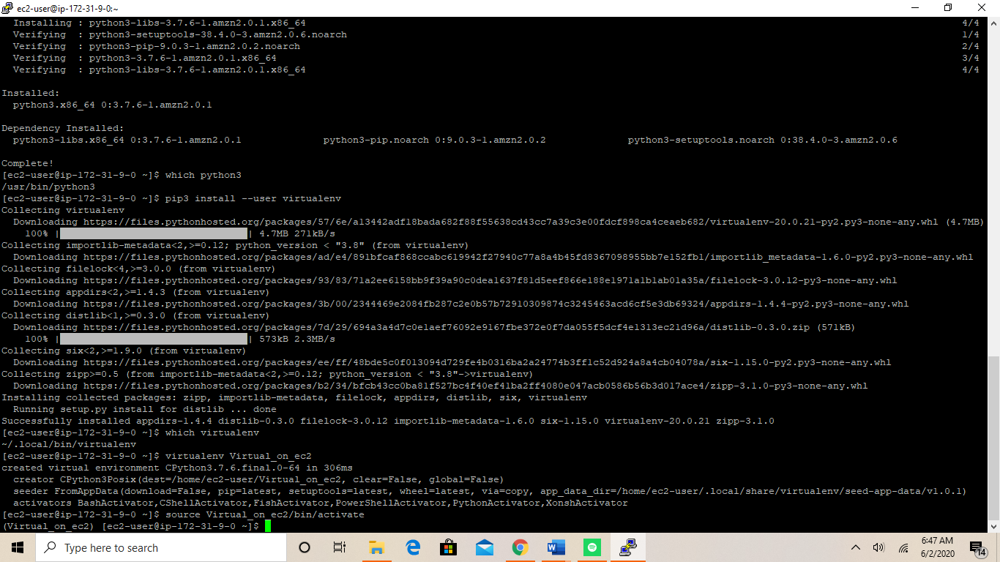 ec2-user@ip-172-31-9-0:~
Installing : python3-libs-3.7.6-1.amzn2.0.1.x86_64 4/4
Verifying : python3-setuptools-38.4.0-3.amzn2.0.6.noarch 1/4
Verifying : python3-pip-9.0.3-1.amzn2.0.2.noarch 2/4
Verifying : python3-3.7.6-1.amzn2.0.1.x86_64 3/4
Verifying : python3-libs-3.7.6-1.amzn2.0.1.x86_64 4/4
Installed:
python3.x86_64 0:3.7.6-1.amzn2.0.1
Dependency Installed:
python3-libs.x86_64 0:3.7.6-1.amzn2.0.1 python3-pip.noarch 0:9.0.3-1.amzn2.0.2 python3-setuptools.noarch 0:38.4.0-3.amzn2.0.6
Complete!
[ec2-user@ip-172-31-9-0 ~]$ which python3
/usr/bin/python3
[ec2-user@ip-172-31-9-0 ~]$ pip3 install --user virtualenv
Collecting virtualenv
Downloading https://files.pythonhosted.org/packages/57/6e/a13442adf18bada682f88f55638cd43cc7a39c3e00fdcf898ca4ceaeb682/virtualenv-20.0.21-py2.py3-none-any.whl (4.7MB)
100% |████████████████████████████████| 4.7MB 271kB/s
Collecting importlib-metadata<2,>=0.12; python_version < "3.8" (from virtualenv)
Downloading https://files.pythonhosted.org/packages/ad/e4/891bfcaf868ccabc619942f27940c77a8a4b45fd8367098955bb7e152fb1/importlib_metadata-1.6.0-py2.py3-none-any.whl
Collecting filelock<4,>=3.0.0 (from virtualenv)
Downloading https://files.pythonhosted.org/packages/93/83/71a2ee6158bb9f39a90c0dea1637f81d5eef866e188e1971a1b1ab01a35a/filelock-3.0.12-py3-none-any.whl
Collecting appdirs<2,>=1.4.3 (from virtualenv)
Downloading https://files.pythonhosted.org/packages/3b/00/2344469e2084fb287c2e0b57b72910309874c3245463acd6cf5e3db69324/appdirs-1.4.4-py2.py3-none-any.whl
Collecting distlib<1,>=0.3.0 (from virtualenv)
Downloading https://files.pythonhosted.org/packages/7d/29/694a3a4d7c0e1aef76092e9167fbe372e0f7da055f5dcf4e1313ec21d96a/distlib-0.3.0.zip (571kB)
100% |████████████████████████████████| 573kB 2.3MB/s
Collecting six<2,>=1.9.0 (from virtualenv)
Downloading https://files.pythonhosted.org/packages/ee/ff/48bde5c0f013094d729fe4b0316ba2a24774b3ff1c52d924a8a4cb04078a/six-1.15.0-py2.py3-none-any.whl
Collecting zipp>=0.5 (from importlib-metadata<2,>=0.12; python_version < "3.8"->virtualenv)
Downloading https://files.pythonhosted.org/packages/b2/34/bfcb43cc0ba81f527bc4f40ef41ba2ff4080e047acb0586b56b3d017ace4/zipp-3.1.0-py3-none-any.whl
Installing collected packages: zipp, importlib-metadata, filelock, appdirs, distlib, six, virtualenv
Running setup.py install for distlib ... done
Successfully installed appdirs-1.4.4 distlib-0.3.0 filelock-3.0.12 importlib-metadata-1.6.0 six-1.15.0 virtualenv-20.0.21 zipp-3.1.0
[ec2-user@ip-172-31-9-0 ~]$ which virtualenv
~/.local/bin/virtualenv
[ec2-user@ip-172-31-9-0 ~]$ virtualenv Virtual_on_ec2
created virtual environment CPython3.7.6.final.0-64 in 306ms
creator CPython3Posix(dest=/home/ec2-user/Virtual_on_ec2, clear=False, global=False)
seeder FromAppData(download=False, pip=latest, setuptools=latest, wheel=latest, via=copy, app_data_dir=/home/ec2-user/.local/share/virtualenv/seed-app-data/v1.0.1)
activators BashActivator,CShellActivator,FishActivator,PowerShellActivator,PythonActivator,XonshActivator
[ec2-user@ip-172-31-9-0 ~]$ source Virtual_on_ec2/bin/activate
(Virtual_on_ec2) [ec2-user@ip-172-31-9-0 ~]$
Type here to search
6:47 AM
6/2/2020
14